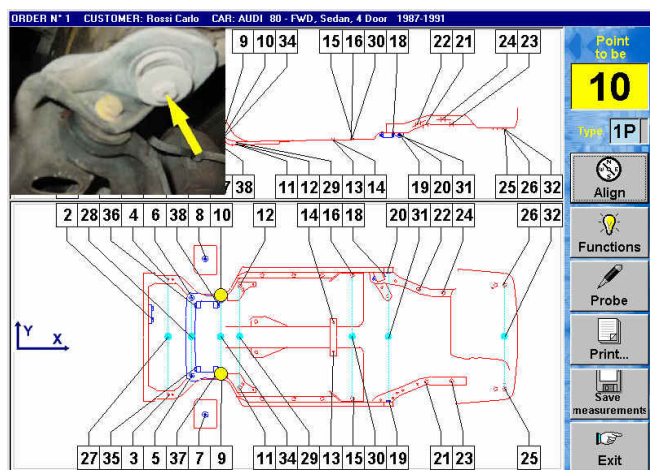 ORDER N° 1 CUSTOMER: Rossi Carlo CAR: AUDI 80 - FWD, Sedan, 4 Door 1987-1991
9 10 34 15 16 30 18 22 21 24 23
38 11 12 29 13 14 19 20 31 25 26 32
2 28 36 4 6 38 8 10 12 14 16 18 20 31 22 24 26 32
Y
X
27 35 3 5 37 7 9 11 34 29 13 15 30 19 21 23 25
Point
to be
10
Type 1P
Align
Functions
Probe
Print...
Save
measurements
Exit